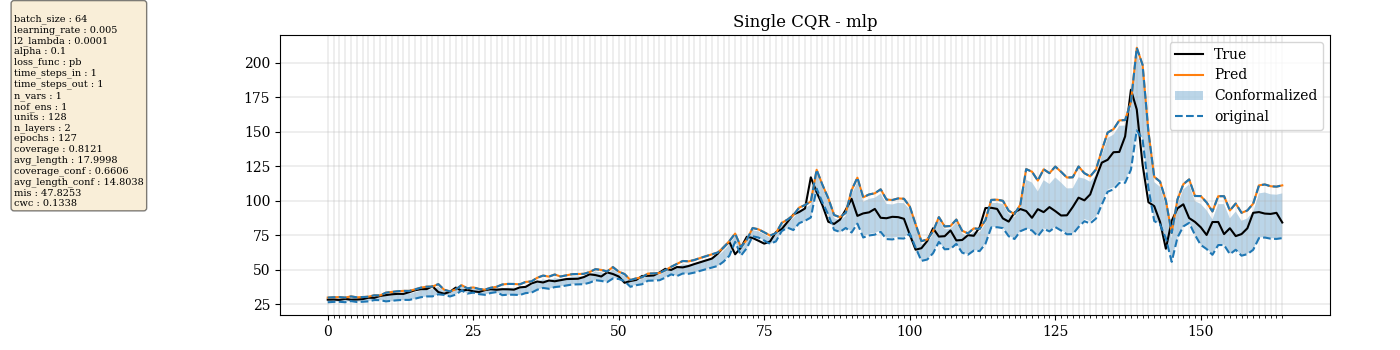 batch_size : 64
learning_rate : 0.005
l2_lambda : 0.0001
alpha : 0.1
loss_func : pb
time_steps_in : 1
time_steps_out : 1
n_vars : 1
nof_ens : 1
units : 128
n_layers : 2
epochs : 127
coverage : 0.8121
avg_length : 17.9998
coverage_conf : 0.6606
avg_length_conf : 14.8038
mis : 47.8253
cwc : 0.1338
Single CQR - mlp
200
175
150
125
100
75
50
25
0 25 50 75 100 125 150
True
Pred
Conformalized
original